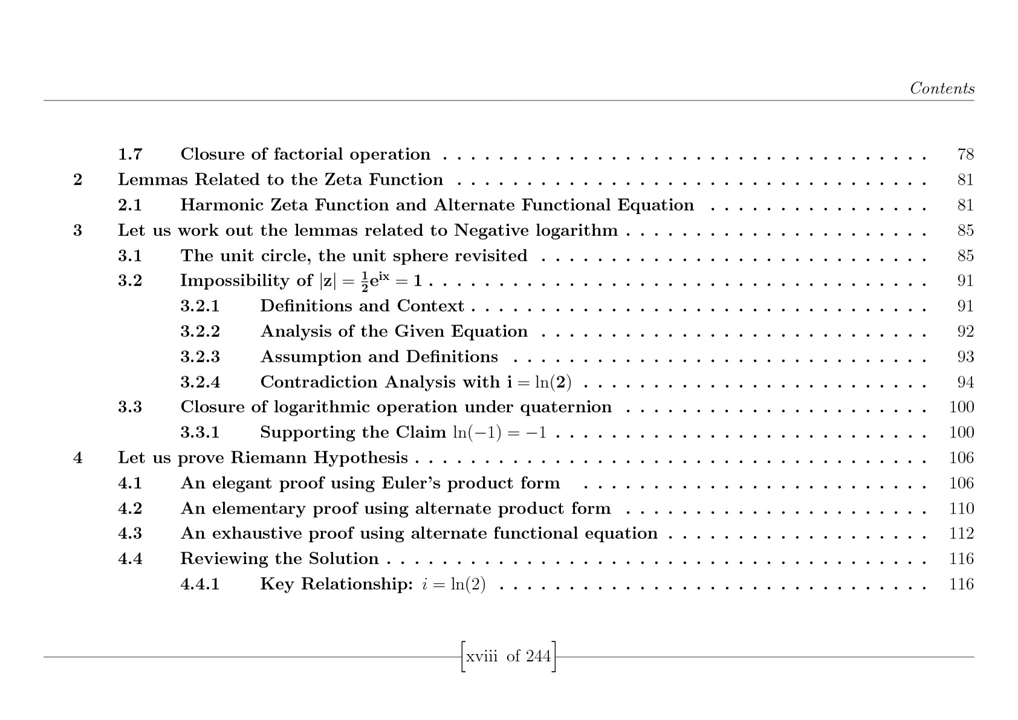 Contents
1.7 Closure of factorial operation . . . . . . . . . . . . . . . . . . . . . . . . . . . . . . . . . . . 78
2 Lemmas Related to the Zeta Function . . . . . . . . . . . . . . . . . . . . . . . . . . . . . . . . . . 81
2.1 Harmonic Zeta Function and Alternate Functional Equation . . . . . . . . . . . . . . . . 81
3 Let us work out the lemmas related to Negative logarithm . . . . . . . . . . . . . . . . . . . . . . 85
3.1 The unit circle, the unit sphere revisited . . . . . . . . . . . . . . . . . . . . . . . . . . . . 85
3.2 Impossibility of |z| = ½eⁱˣ = 1 . . . . . . . . . . . . . . . . . . . . . . . . . . . . . . . . . . . . 91
3.2.1 Definitions and Context . . . . . . . . . . . . . . . . . . . . . . . . . . . . . . . . . 91
3.2.2 Analysis of the Given Equation . . . . . . . . . . . . . . . . . . . . . . . . . . . . 92
3.2.3 Assumption and Definitions . . . . . . . . . . . . . . . . . . . . . . . . . . . . . . 93
3.2.4 Contradiction Analysis with i = ln(2) . . . . . . . . . . . . . . . . . . . . . . . . . 94
3.3 Closure of logarithmic operation under quaternion . . . . . . . . . . . . . . . . . . . . . . 100
3.3.1 Supporting the Claim ln(−1) = −1 . . . . . . . . . . . . . . . . . . . . . . . . . . . 100
4 Let us prove Riemann Hypothesis . . . . . . . . . . . . . . . . . . . . . . . . . . . . . . . . . . . . . 106
4.1 An elegant proof using Euler's product form . . . . . . . . . . . . . . . . . . . . . . . . . 106
4.2 An elementary proof using alternate product form . . . . . . . . . . . . . . . . . . . . . . 110
4.3 An exhaustive proof using alternate functional equation . . . . . . . . . . . . . . . . . . . 112
4.4 Reviewing the Solution . . . . . . . . . . . . . . . . . . . . . . . . . . . . . . . . . . . . . . . 116
4.4.1 Key Relationship: i = ln(2) . . . . . . . . . . . . . . . . . . . . . . . . . . . . . . . 116
[xviii of 244]